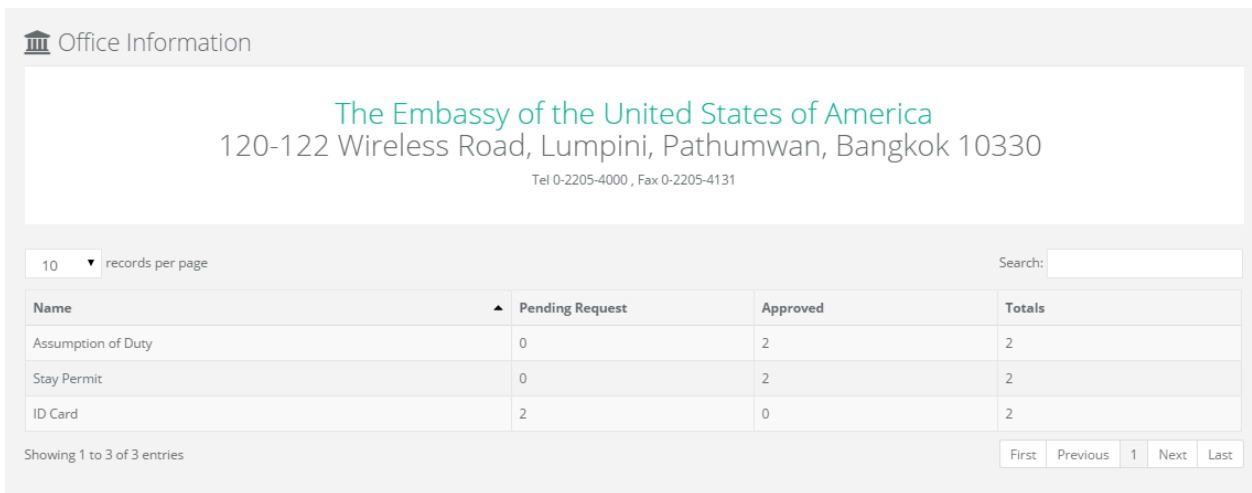 Office Information
The Embassy of the United States of America
120-122 Wireless Road, Lumpini, Pathumwan, Bangkok 10330
Tel 0-2205-4000 , Fax 0-2205-4131
10 records per page Search:
Name Pending Request Approved Totals
Assumption of Duty 0 2 2
Stay Permit 0 2 2
ID Card 2 0 2
Showing 1 to 3 of 3 entries First Previous 1 Next Last